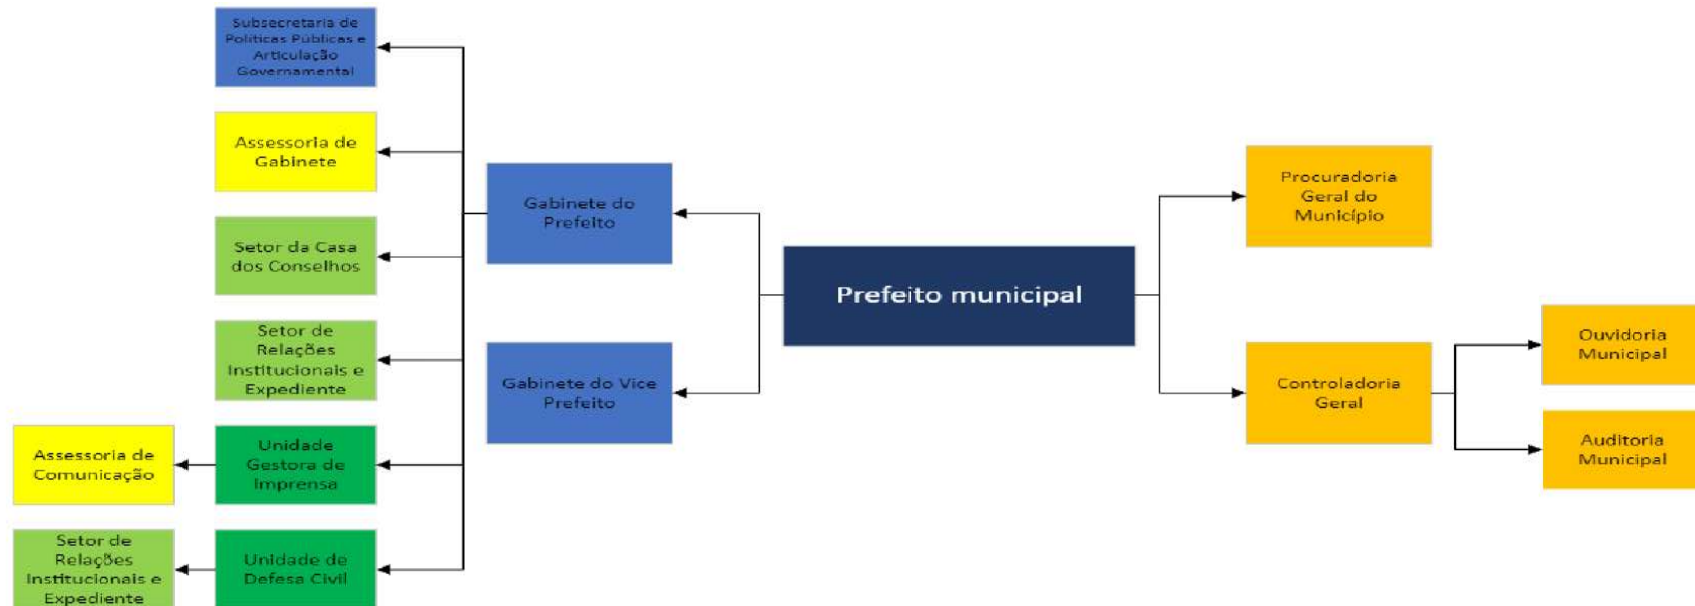 Subsecretaria de
Políticas Públicas e
Articulação
Governamental
Assessoria de
Gabinete
Setor da Casa
dos Conselhos
Setor de
Relações
Institucionais e
Expediente
Unidade
Gestora de
Imprensa
Assessoria de
Comunicação
Unidade de
Defesa Civil
Setor de
Relações
Institucionais e
Expediente
Gabinete do
Prefeito
Gabinete do Vice
Prefeito
Prefeito municipal
Procuradoria
Geral do
Município
Controladoria
Geral
Ouvidoria
Municipal
Auditoria
Municipal